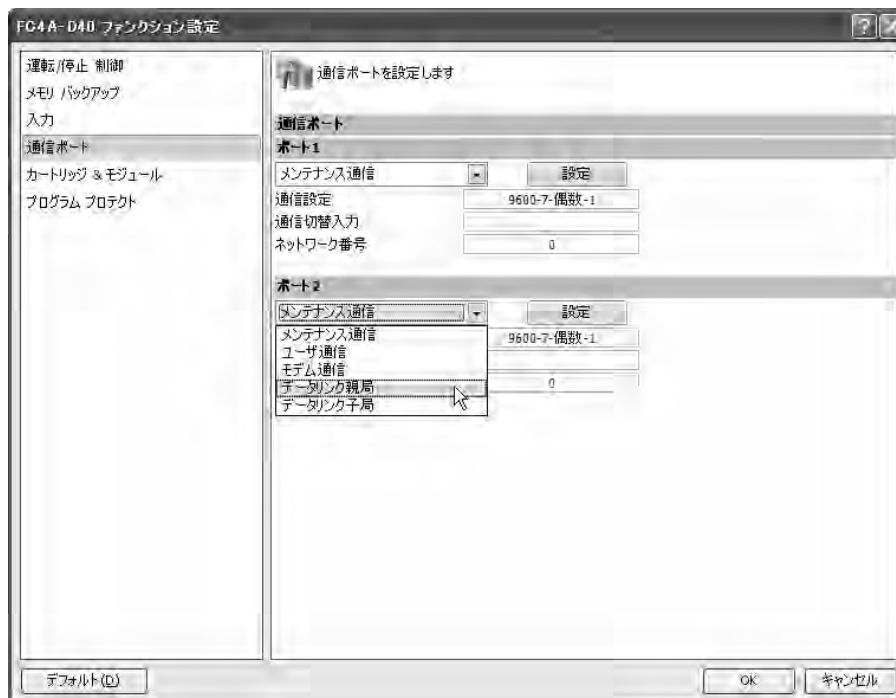 FC4A-D40 ファンクション設定
運転/停止 制御
メモリ バックアップ
入力
通信ポート
カートリッジ & モジュール
プログラム プロテクト
通信ポートを設定します
通信ポート
ポート1
メンテナンス通信
設定
通信設定
9600-7-偶数-1
通信切替入力
ネットワーク番号
0
ポート2
メンテナンス通信
設定
メンテナンス通信
9600-7-偶数-1
ユーザ通信
モデム通信
データリンク親局
0
データリンク子局
デフォルト(D)
OK
キャンセル